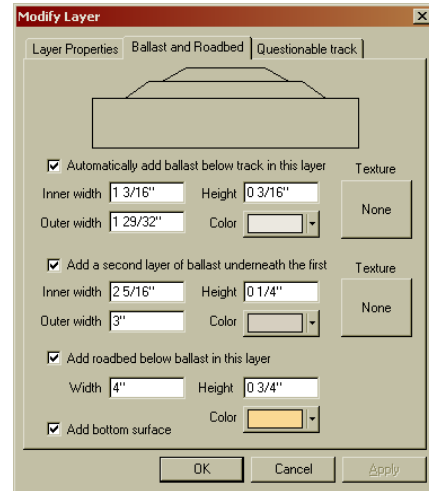 Modify Layer
Layer Properties Ballast and Roadbed Questionable track
Automatically add ballast below track in this layer Texture
Inner width 1 3/16" Height 0 3/16" None
Outer width 1 29/32" Color
Add a second layer of ballast underneath the first Texture
Inner width 2 5/16" Height 0 1/4" None
Outer width 3" Color
Add roadbed below ballast in this layer
Width 4" Height 0 3/4"
Color
Add bottom surface
OK Cancel Apply